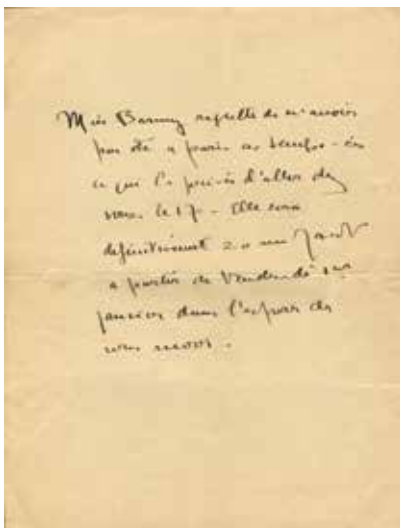 Miss Barney regrette de n'avoir
pas été à Paris ce temps-ci
ce qui l'a privée d'aller chez
vous le 17 - Elle sera
définitivement 20 rue Jacob
à partir de Vendredi 1er
janvier dans l'espoir de
vous revoir.